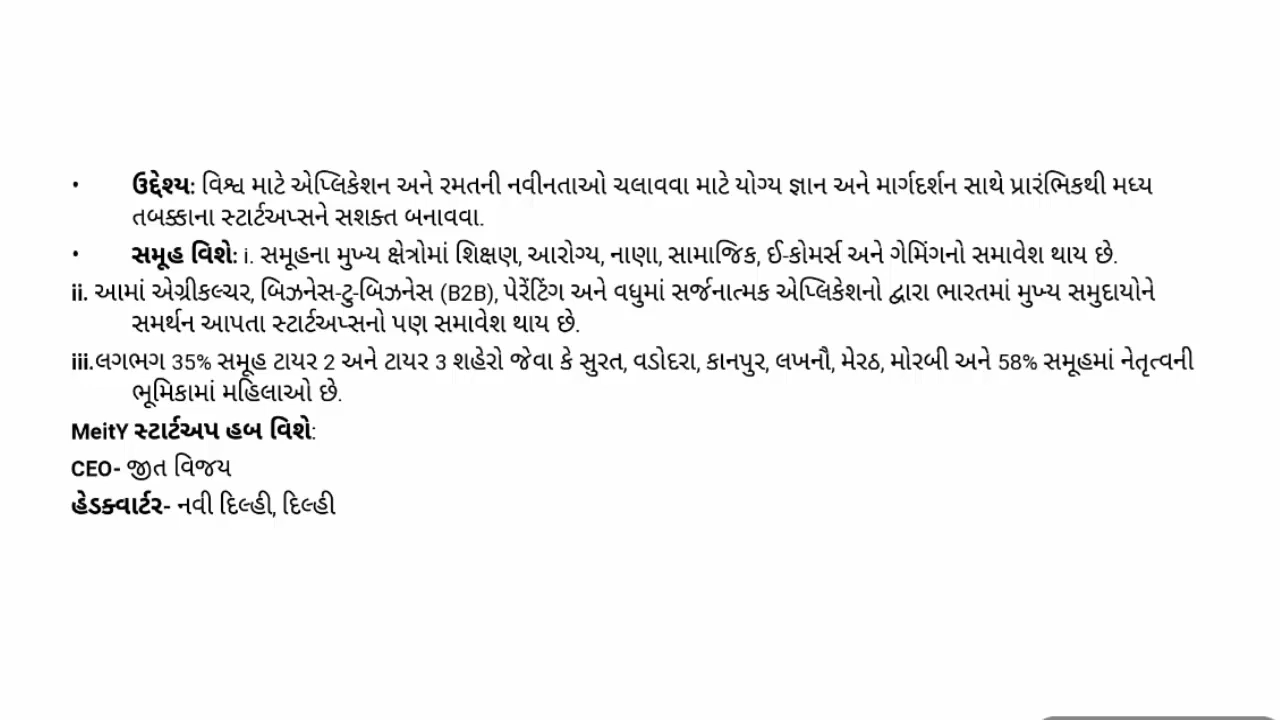 • ઉદ્દેશ્ય: વિશ્વ માટે એપ્લિકેશન અને રમતની નવીનતાઓ ચલાવવા માટે યોગ્ય જ્ઞાન અને માર્ગદર્શન સાથે પ્રારંભિકથી મધ્ય
તબક્કાના સ્ટાર્ટઅપ્સને સશક્ત બનાવવા.
• સમૂહ વિશે: i. સમૂહના મુખ્ય ક્ષેત્રોમાં શિક્ષણ, આરોગ્ય, નાણા, સામાજિક, ઈ-કોમર્સ અને ગેમિંગનો સમાવેશ થાય છે.
ii. આમાં એગ્રીકલ્ચર, બિઝનેસ-ટુ-બિઝનેસ (B2B), પેરેંટિંગ અને વધુમાં સર્જનાત્મક એપ્લિકેશનો દ્વારા ભારતમાં મુખ્ય સમુદાયોને
સમર્થન આપતા સ્ટાર્ટઅપ્સનો પણ સમાવેશ થાય છે.
iii.લગભગ 35% સમૂહ ટાયર 2 અને ટાયર 3 શહેરો જેવા કે સુરત, વડોદરા, કાનપુર, લખનૌ, મેરઠ, મોરબી અને 58% સમૂહમાં નેતૃત્વની
ભૂમિકામાં મહિલાઓ છે.
MeitY સ્ટાર્ટઅપ હબ વિશે:
CEO- જીત વિજય
હેડક્વાર્ટર- નવી દિલ્હી, દિલ્હી